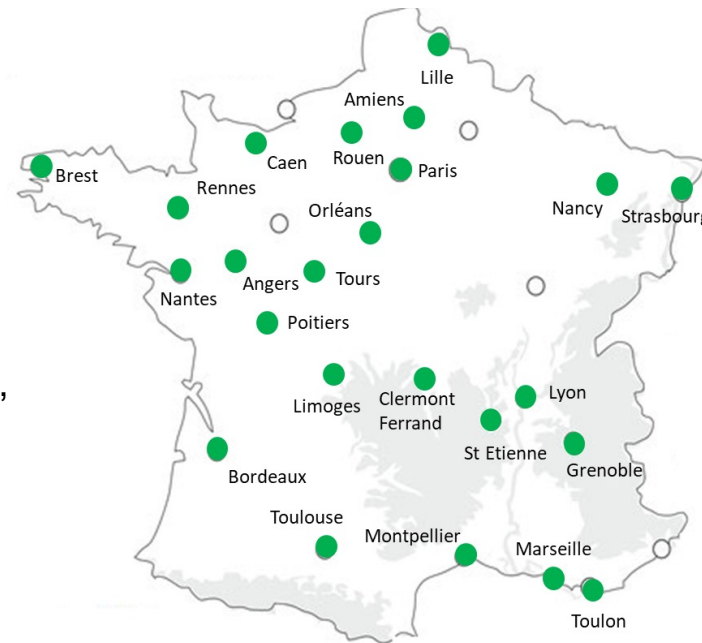 Lille
Amiens
Caen
Rouen
Paris
Brest
Rennes
Nancy
Strasbourg
Orléans
Nantes
Angers
Tours
Poitiers
,
Limoges
Clermont
Ferrand
Lyon
St Etienne
Grenoble
Bordeaux
Toulouse
Montpellier
Marseille
Toulon